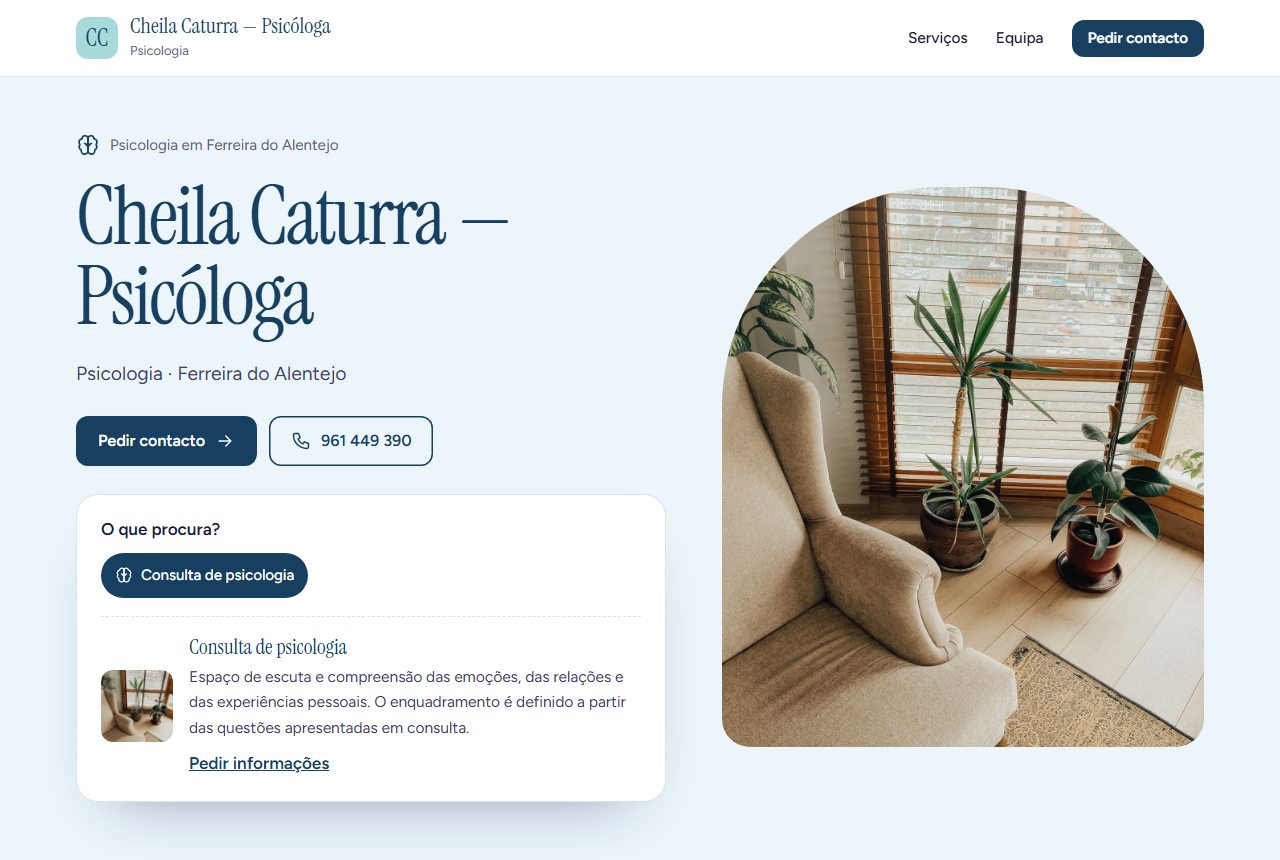 CC
Cheila Caturra — Psicóloga
Psicologia
Serviços
Equipa
Pedir contacto
Psicologia em Ferreira do Alentejo
Cheila Caturra —
Psicóloga
Psicologia · Ferreira do Alentejo
Pedir contacto →
961 449 390
O que procura?
Consulta de psicologia
Consulta de psicologia
Espaço de escuta e compreensão das emoções, das relações e
das experiências pessoais. O enquadramento é definido a partir
das questões apresentadas em consulta.
Pedir informações